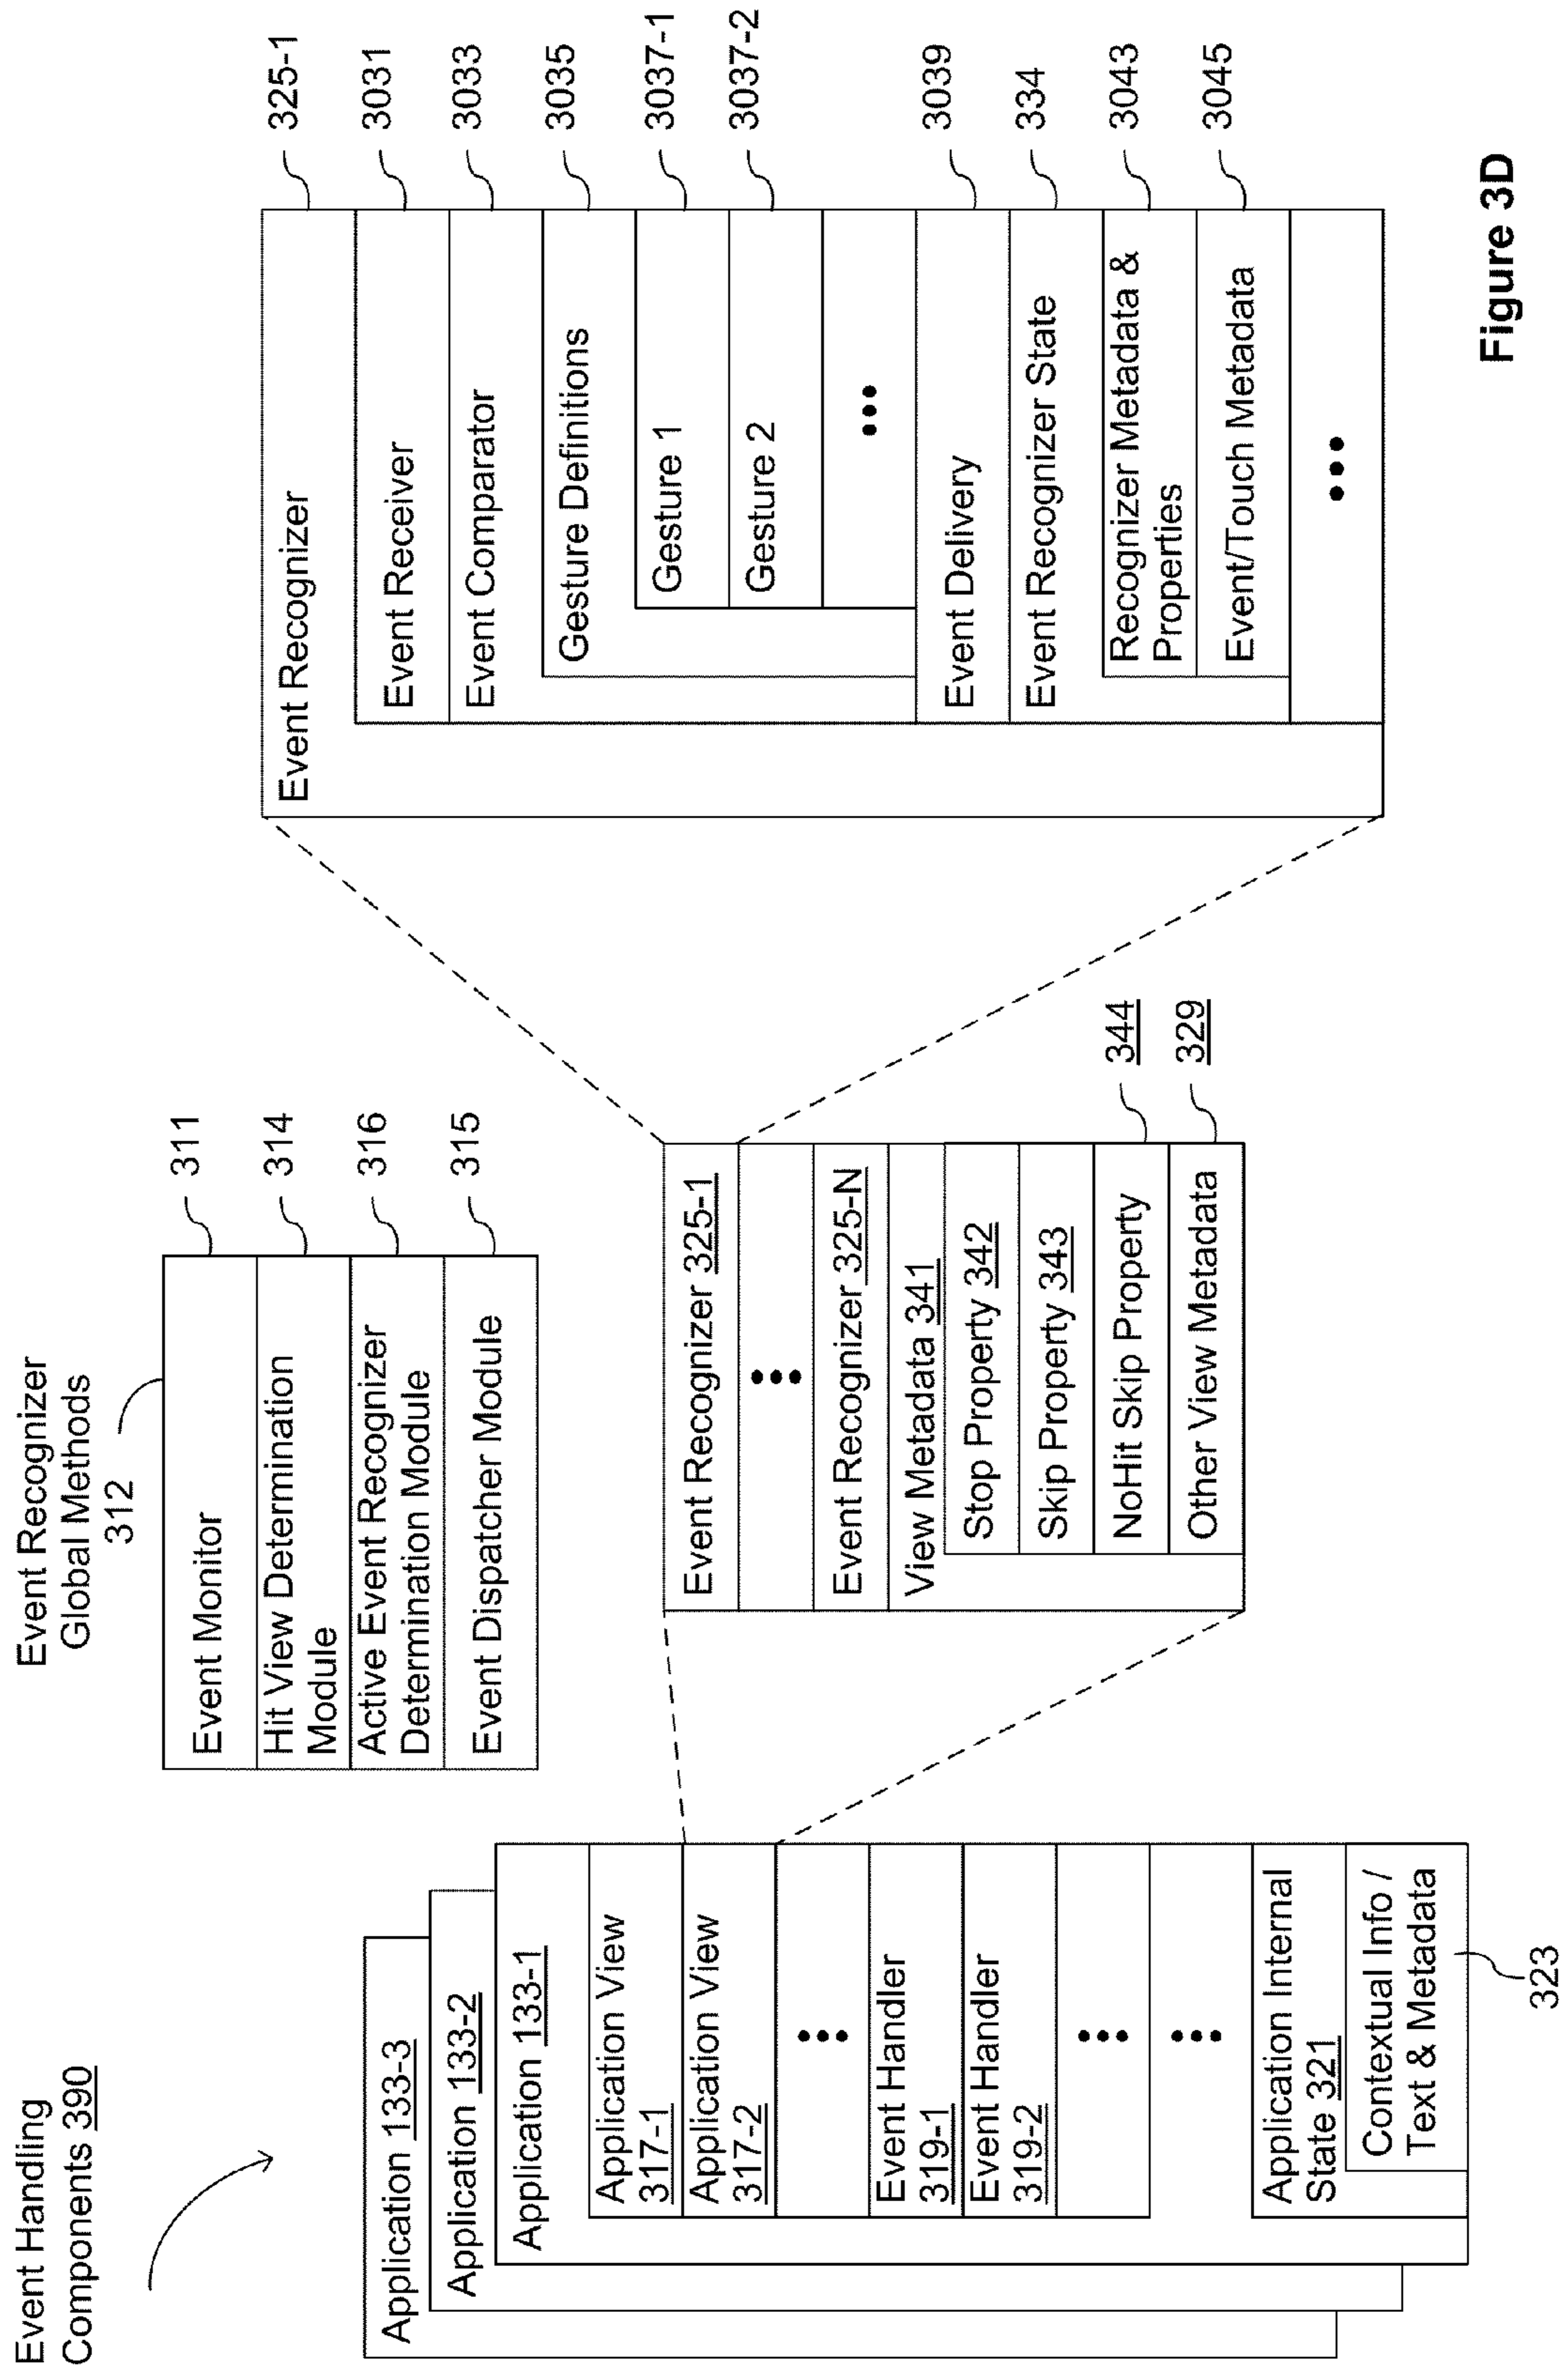 Event Handling
Components 390
Application 133-3
Application 133-2
Application 133-1
Application View
317-1
Application View
317-2
•••
Event Handler
319-1
Event Handler
319-2
•••
•••
Application Internal
State 321
Contextual Info /
Text & Metadata
323
Event Recognizer
Global Methods
312
Event Monitor
311
Hit View Determination
Module
314
Active Event Recognizer
Determination Module
316
Event Dispatcher Module
315
Event Recognizer 325-1
•••
Event Recognizer 325-N
View Metadata 341
Stop Property 342
Skip Property 343
NoHit Skip Property
344
Other View Metadata
329
Event Recognizer
325-1
Event Receiver
3031
Event Comparator
3033
Gesture Definitions
3035
Gesture 1
3037-1
Gesture 2
3037-2
•••
Event Delivery
3039
Event Recognizer State
334
Recognizer Metadata &
Properties
3043
Event/Touch Metadata
3045
•••
Figure 3D